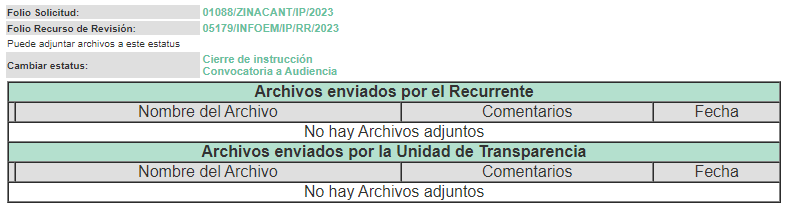 Folio Solicitud: 01088/ZINACANT/IP/2023
Folio Recurso de Revisión: 05179/INFOEM/IP/RR/2023
Puede adjuntar archivos a este estatus
Cambiar estatus: Cierre de instrucción
Convocatoria a Audiencia
Archivos enviados por el Recurrente
Nombre del Archivo Comentarios Fecha
No hay Archivos adjuntos
Archivos enviados por la Unidad de Transparencia
Nombre del Archivo Comentarios Fecha
No hay Archivos adjuntos